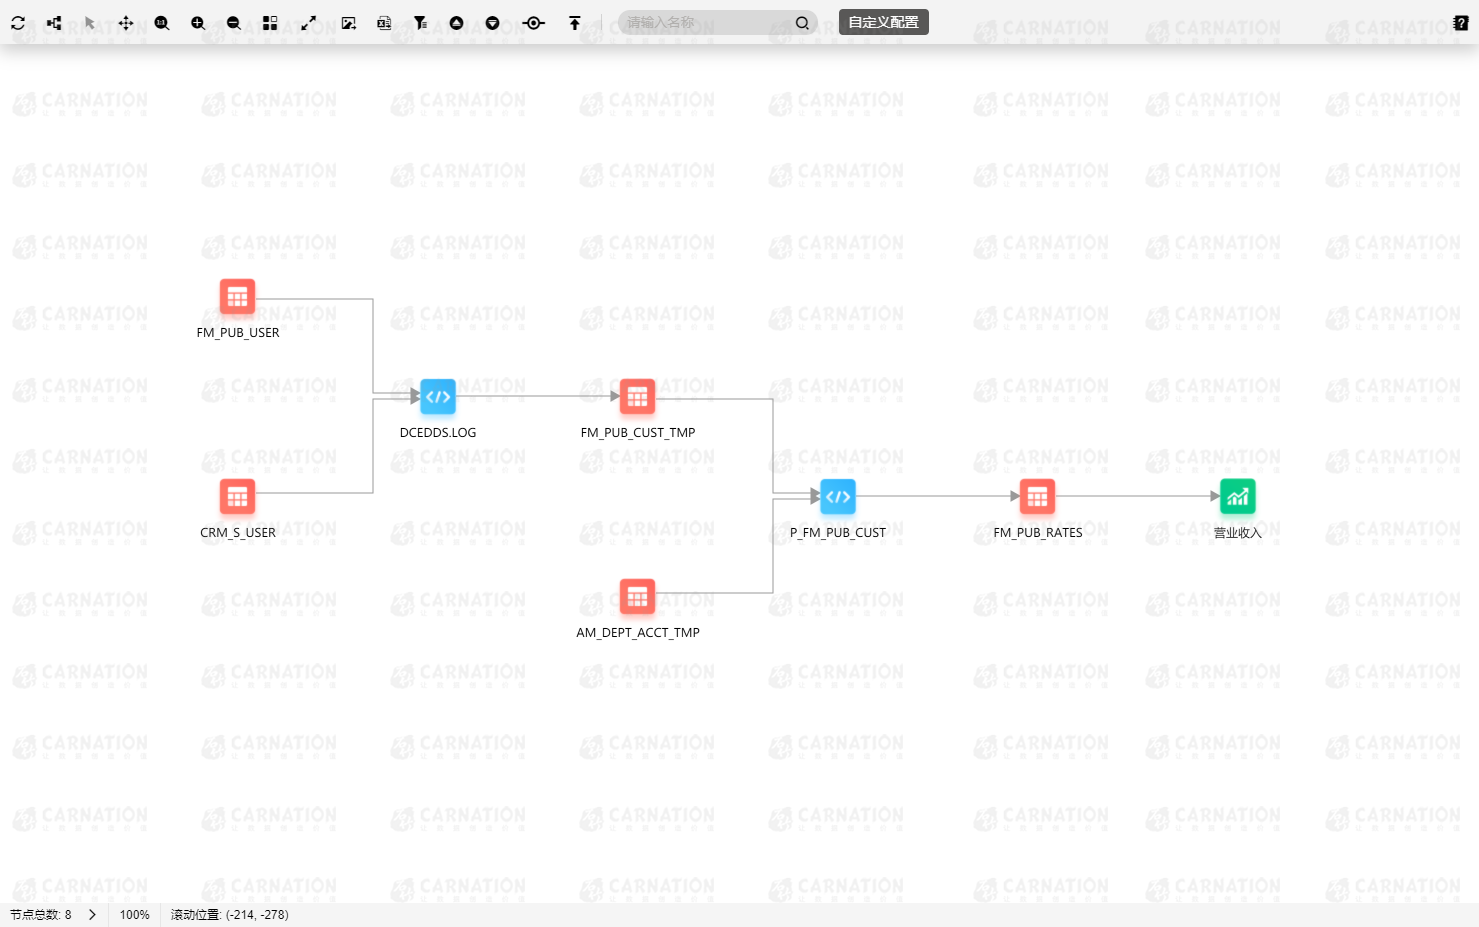 请输入名称
自定义配置
FM_PUB_USER
DCEDDS.LOG
FM_PUB_CUST_TMP
CRM_S_USER
P_FM_PUB_CUST
FM_PUB_RATES
营业收入
AM_DEPT_ACCT_TMP
节点总数: 8
100%
滚动位置: (-214, -278)
CARNATION